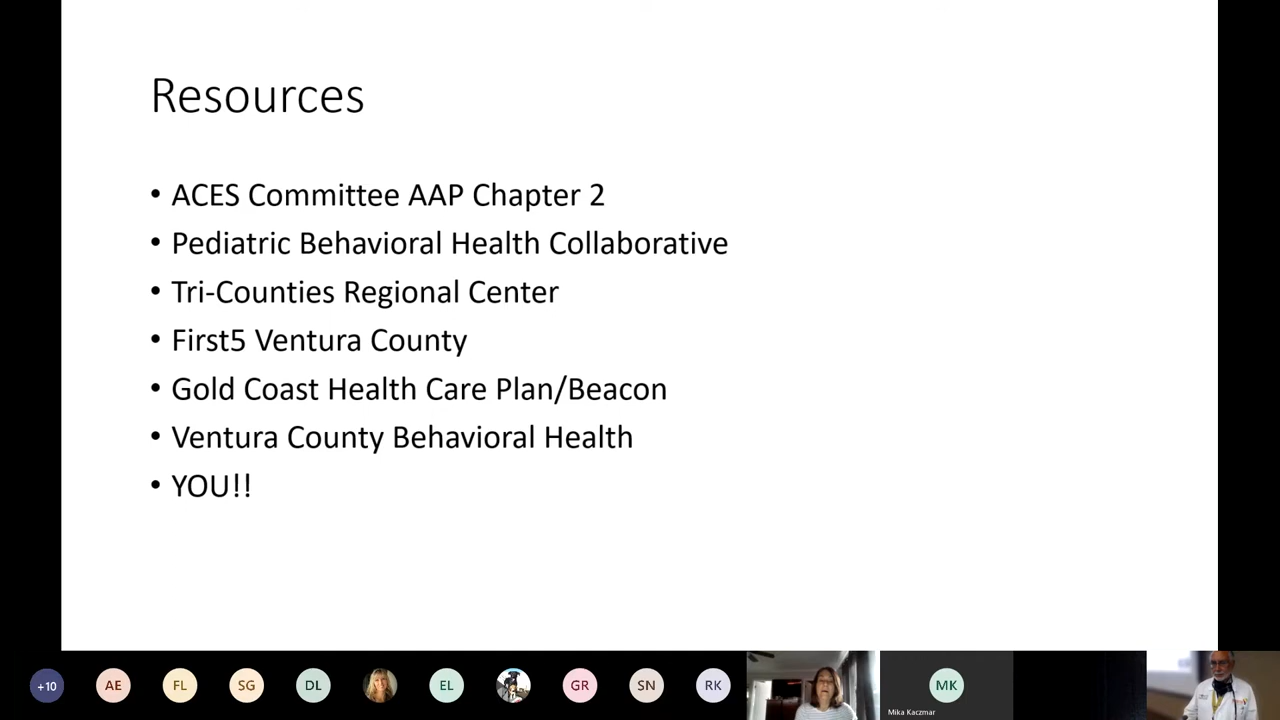 Resources
• ACES Committee AAP Chapter 2
• Pediatric Behavioral Health Collaborative
• Tri-Counties Regional Center
• First5 Ventura County
• Gold Coast Health Care Plan/Beacon
• Ventura County Behavioral Health
• YOU!!
+10 AE FL SG DL EL GR SN RK MK
Mika Kaczmar